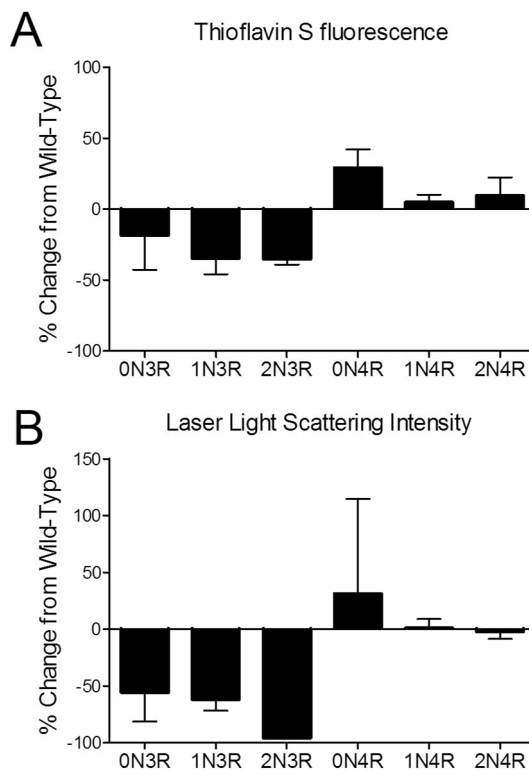 A
Thioflavin S fluorescence
% Change from Wild-Type
100
50
0
-50
-100
0N3R 1N3R 2N3R 0N4R 1N4R 2N4R
B
Laser Light Scattering Intensity
% Change from Wild-Type
150
100
50
0
-50
-100
0N3R 1N3R 2N3R 0N4R 1N4R 2N4R